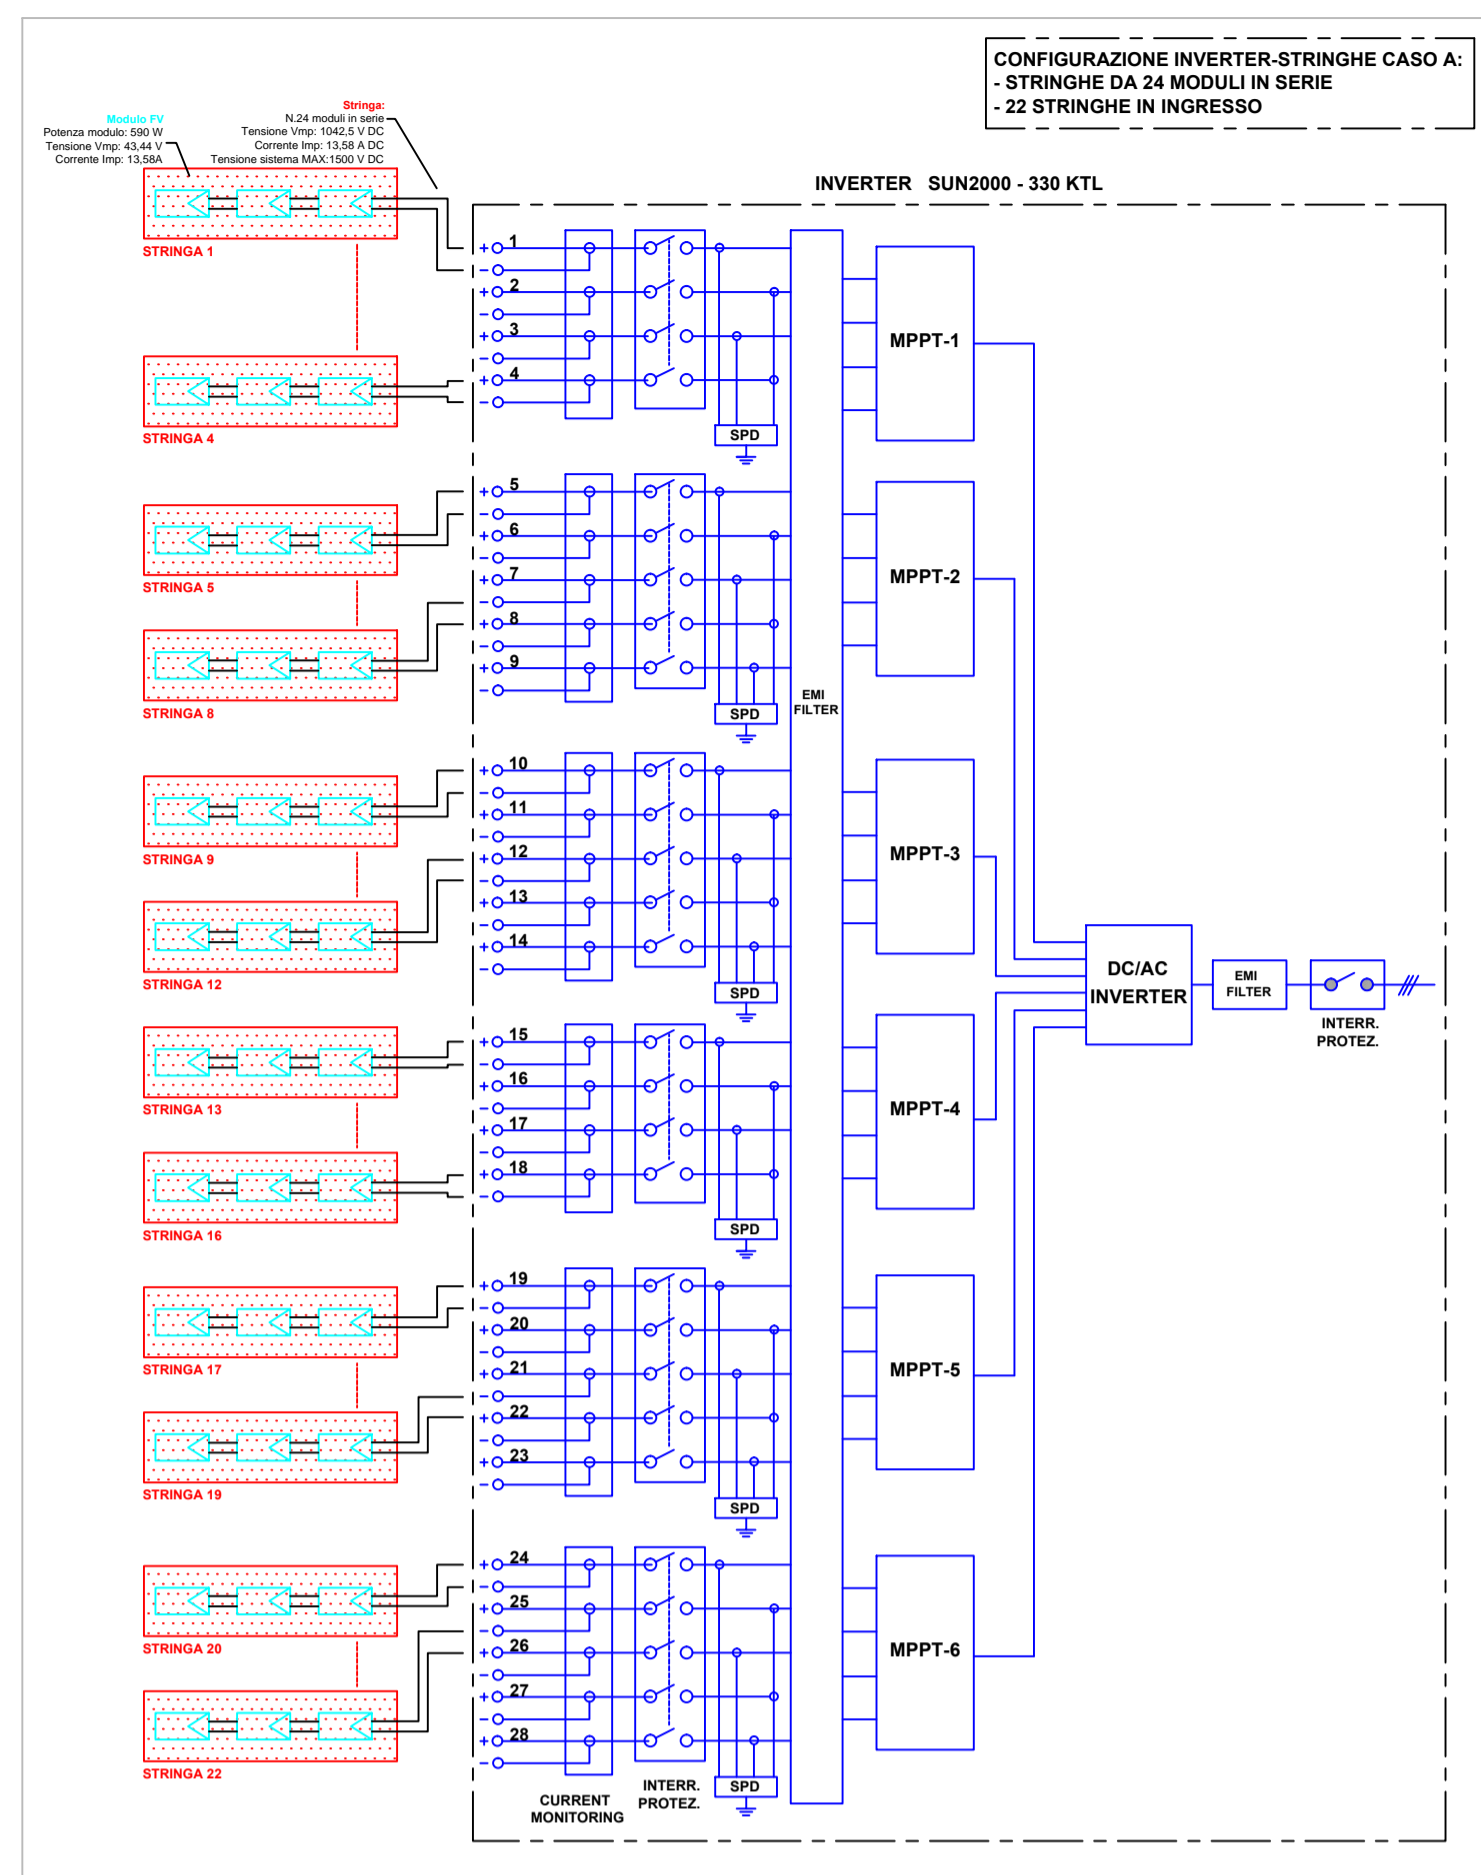 CONFIGURAZIONE INVERTER-STRINGHE CASO A:
- STRINGHE DA 24 MODULI IN SERIE
- 22 STRINGHE IN INGRESSO
Modulo FV
Potenza modulo: 590 W
Tensione Vmp: 43,44 V
Corrente Imp: 13,58A
Stringa:
N.24 moduli in serie
Tensione Vmp: 1042,5 V DC
Corrente Imp: 13,58 A DC
Tensione sistema MAX:1500 V DC
INVERTER SUN2000 - 330 KTL
STRINGA 1
STRINGA 4
STRINGA 5
STRINGA 8
STRINGA 9
STRINGA 12
STRINGA 13
STRINGA 16
STRINGA 17
STRINGA 19
STRINGA 20
STRINGA 22
+ 1
-
+ 2
-
+ 3
-
+ 4
-
SPD
+ 5
-
+ 6
-
+ 7
-
+ 8
-
+ 9
-
SPD
+ 10
-
+ 11
-
+ 12
-
+ 13
-
+ 14
-
SPD
+ 15
-
+ 16
-
+ 17
-
+ 18
-
SPD
+ 19
-
+ 20
-
+ 21
-
+ 22
-
+ 23
-
SPD
+ 24
-
+ 25
-
+ 26
-
+ 27
-
+ 28
-
SPD
CURRENT
MONITORING
INTERR.
PROTEZ.
EMI
FILTER
MPPT-1
MPPT-2
MPPT-3
MPPT-4
MPPT-5
MPPT-6
DC/AC
INVERTER
EMI
FILTER
INTERR.
PROTEZ.